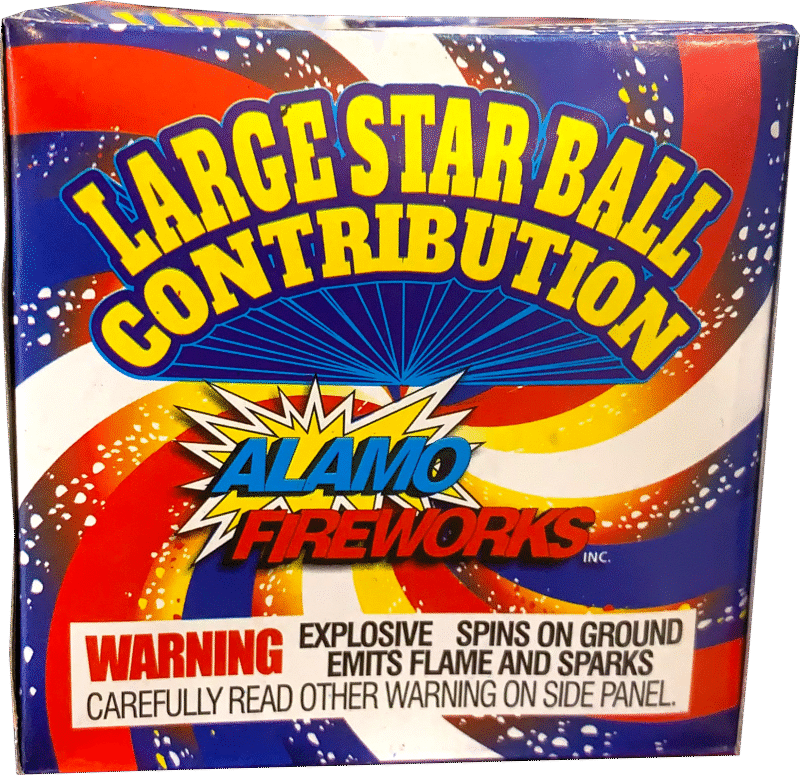 LARGE STAR BALL
CONTRIBUTION
ALAMO
FIREWORKS
INC.
WARNING EXPLOSIVE SPINS ON GROUND
EMITS FLAME AND SPARKS
CAREFULLY READ OTHER WARNING ON SIDE PANEL.